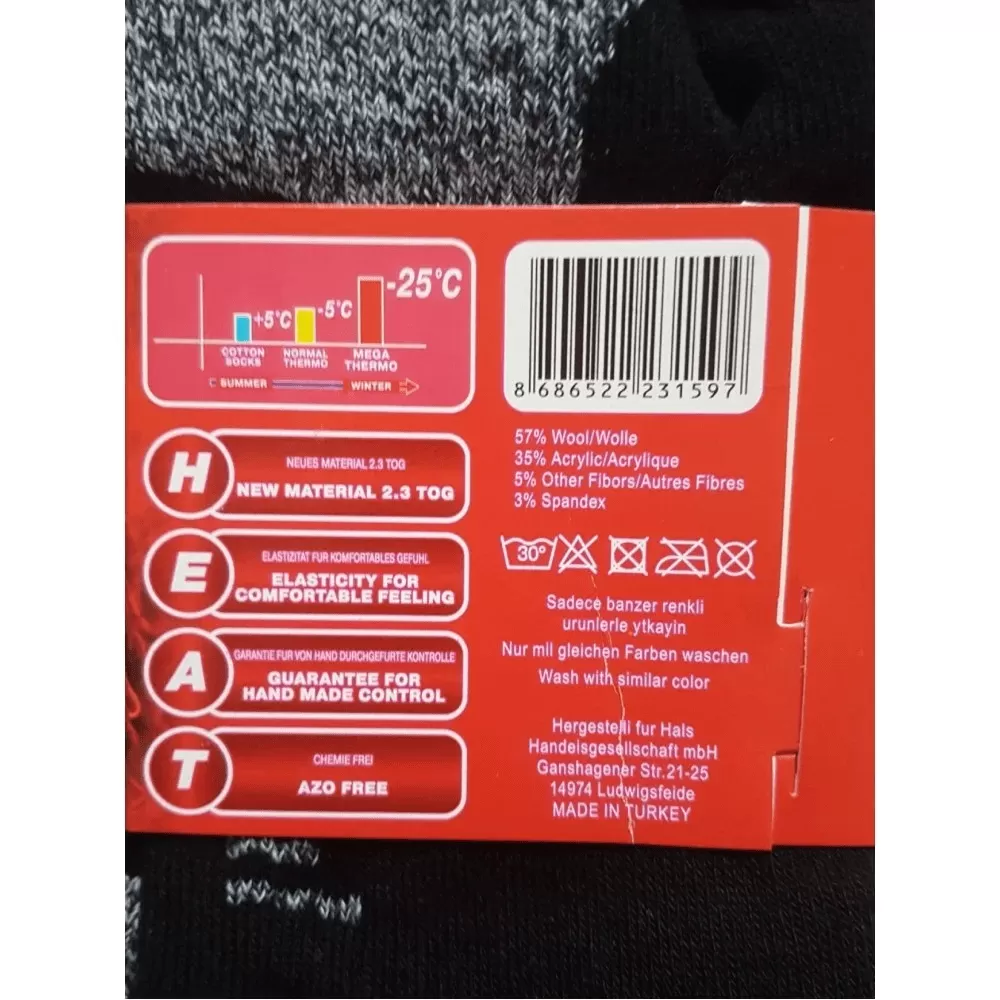 +5°C
-5°C
-25°C
COTTON
SOCKS
NORMAL
THERMO
MEGA
THERMO
SUMMER
WINTER
H
NEUES MATERIAL 2.3 TOG
NEW MATERIAL 2.3 TOG
E
ELASTIZITAT FUR KOMFORTABLES GEFUHL
ELASTICITY FOR
COMFORTABLE FEELING
A
GARANTIE FUR VON HAND DURCHGEFURTE KONTROLLE
GUARANTEE FOR
HAND MADE CONTROL
T
CHEMIE FREI
AZO FREE
8 686522 231597
57% Wool/Wolle
35% Acrylic/Acrylique
5% Other Fibors/Autres Fibres
3% Spandex
30°
Sadece banzer renkli
urunlerle ytkayin
Nur mil gleichen Farben waschen
Wash with similar color
Hergestelli fur Hals
Handeisgesellschaft mbH
Ganshagener Str.21-25
14974 Ludwigsfeide
MADE IN TURKEY